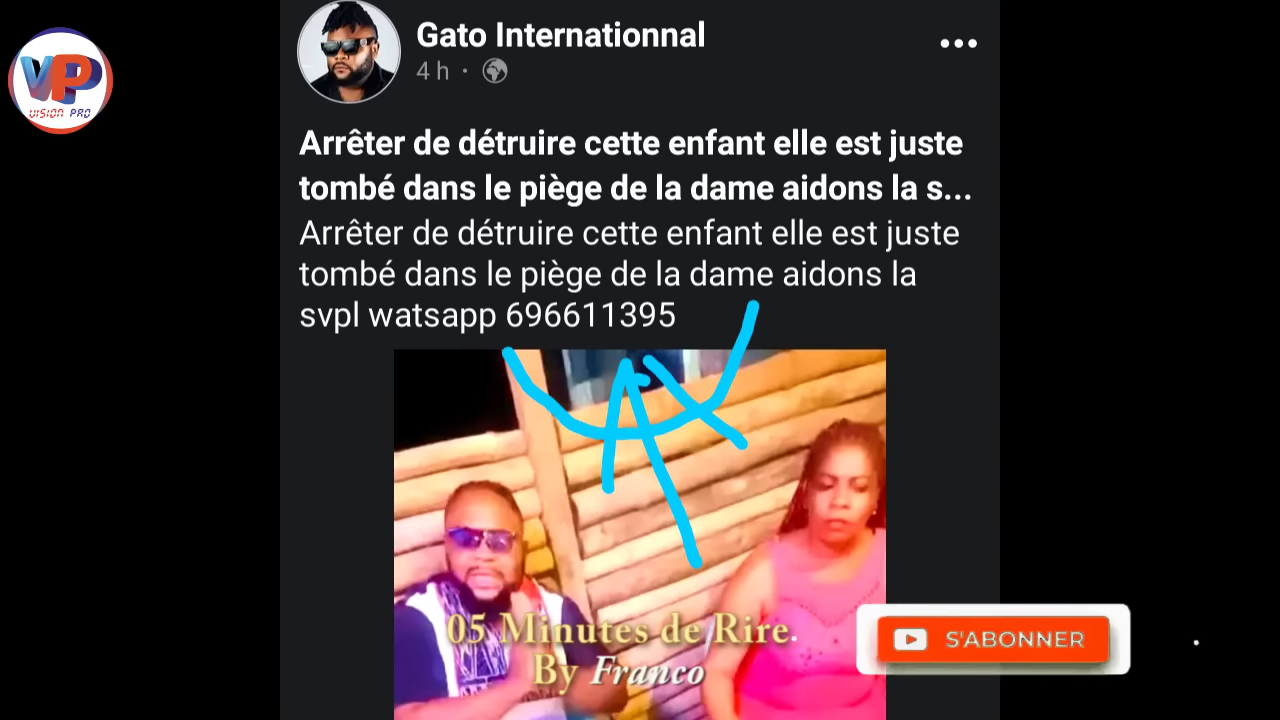 VP
VISION PRO
Gato Internationnal
4 h ·
Arrêter de détruire cette enfant elle est juste
tombé dans le piège de la dame aidons la s...
Arrêter de détruire cette enfant elle est juste
tombé dans le piège de la dame aidons la
svpl watsapp 696611395
05 Minutes de Rire.
By Franco
S'ABONNER